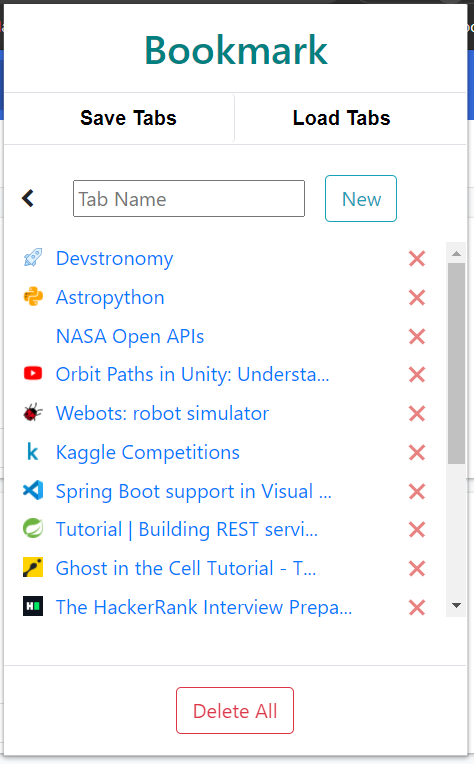 Bookmark
Save Tabs Load Tabs
Tab Name New
Devstronomy
Astropython
NASA Open APIs
Orbit Paths in Unity: Understa...
Webots: robot simulator
k Kaggle Competitions
Spring Boot support in Visual ...
Tutorial | Building REST servi...
Ghost in the Cell Tutorial - T...
H The HackerRank Interview Prepa...
Delete All